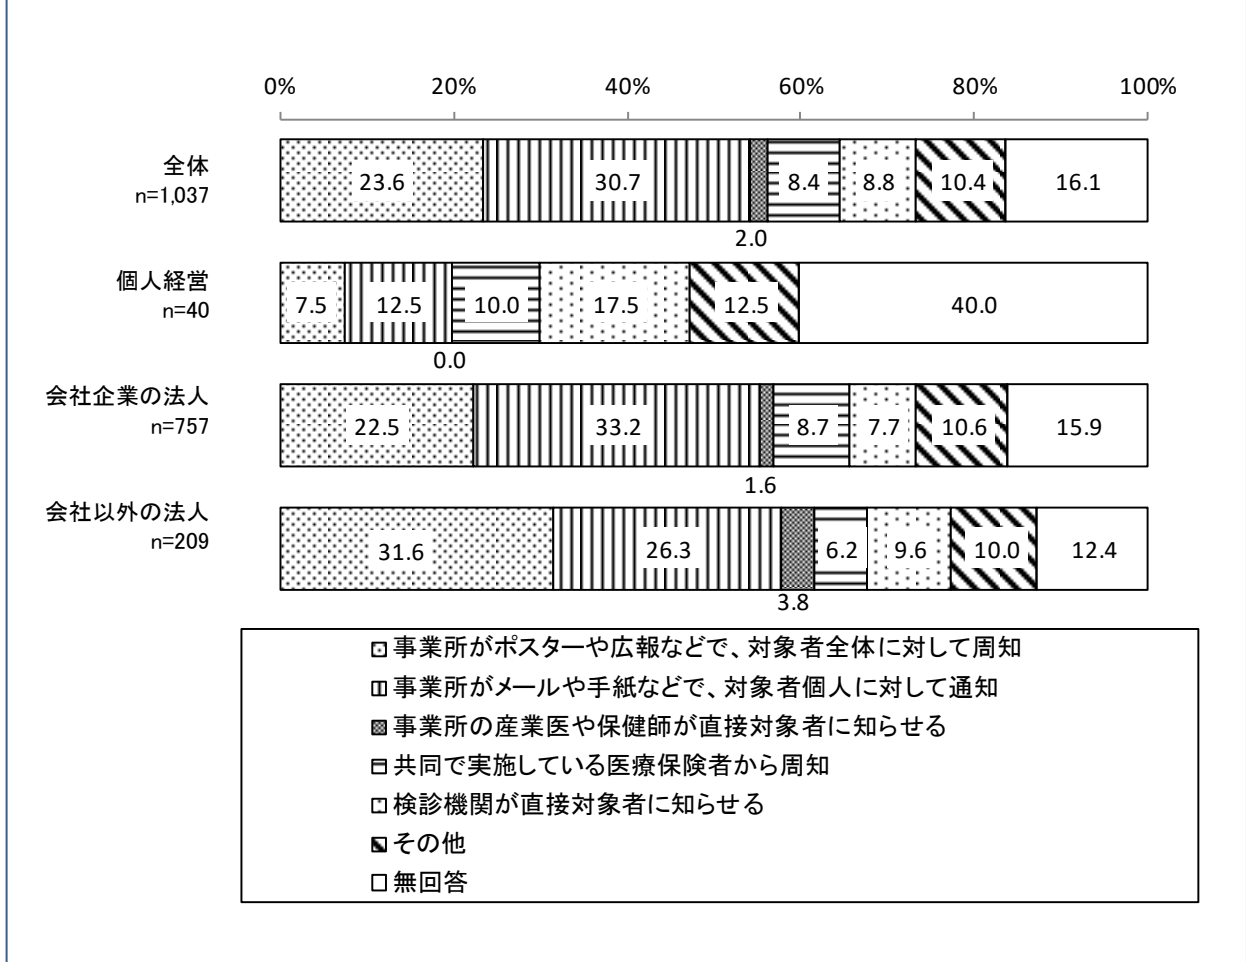 0% 20% 40% 60% 80% 100%
全体
n=1,037
23.6 30.7 8.4 8.8 10.4 16.1
2.0
個人経営
n=40
7.5 12.5 10.0 17.5 12.5 40.0
0.0
会社企業の法人
n=757
22.5 33.2 8.7 7.7 10.6 15.9
1.6
会社以外の法人
n=209
31.6 26.3 6.2 9.6 10.0 12.4
3.8
事業所がポスターや広報などで、対象者全体に対して周知
事業所がメールや手紙などで、対象者個人に対して通知
事業所の産業医や保健師が直接対象者に知らせる
共同で実施している医療保険者から周知
検診機関が直接対象者に知らせる
その他
無回答